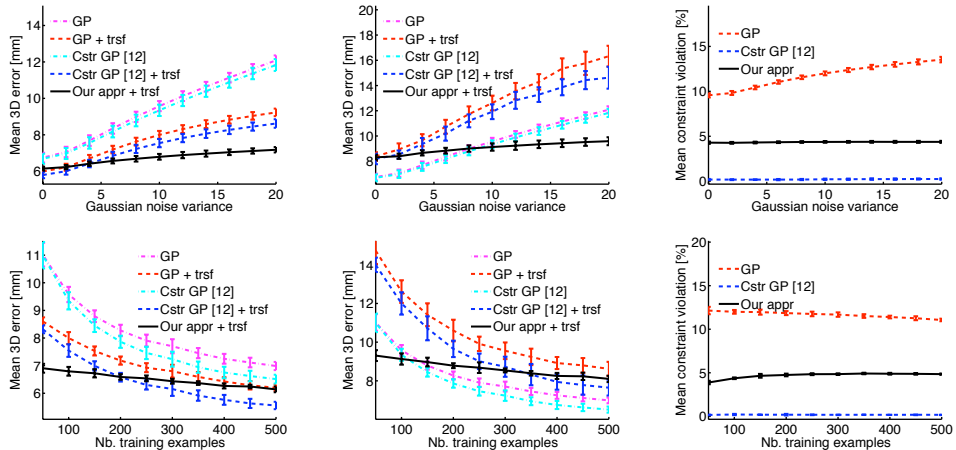 Mean 3D error [mm]
14
12
10
8
6
GP
GP + trsf
Cstr GP [12]
Cstr GP [12] + trsf
Our appr + trsf
0 5 10 15 20
Gaussian noise variance
Mean 3D error [mm]
20
18
16
14
12
10
8
GP
GP + trsf
Cstr GP [12]
Cstr GP [12] + trsf
Our appr + trsf
0 5 10 15 20
Gaussian noise variance
Mean constraint violation [%]
20
15
10
5
0
GP
Cstr GP [12]
Our appr
0 5 10 15 20
Gaussian noise variance
Mean 3D error [mm]
11
10
9
8
7
6
GP
GP + trsf
Cstr GP [12]
Cstr GP [12] + trsf
Our appr + trsf
100 200 300 400 500
Nb. training examples
Mean 3D error [mm]
14
12
10
8
GP
GP + trsf
Cstr GP [12]
Cstr GP [12] + trsf
Our appr + trsf
100 200 300 400 500
Nb. training examples
Mean constraint violation [%]
20
15
10
5
0
GP
Cstr GP [12]
Our appr
100 200 300 400 500
Nb. training examples